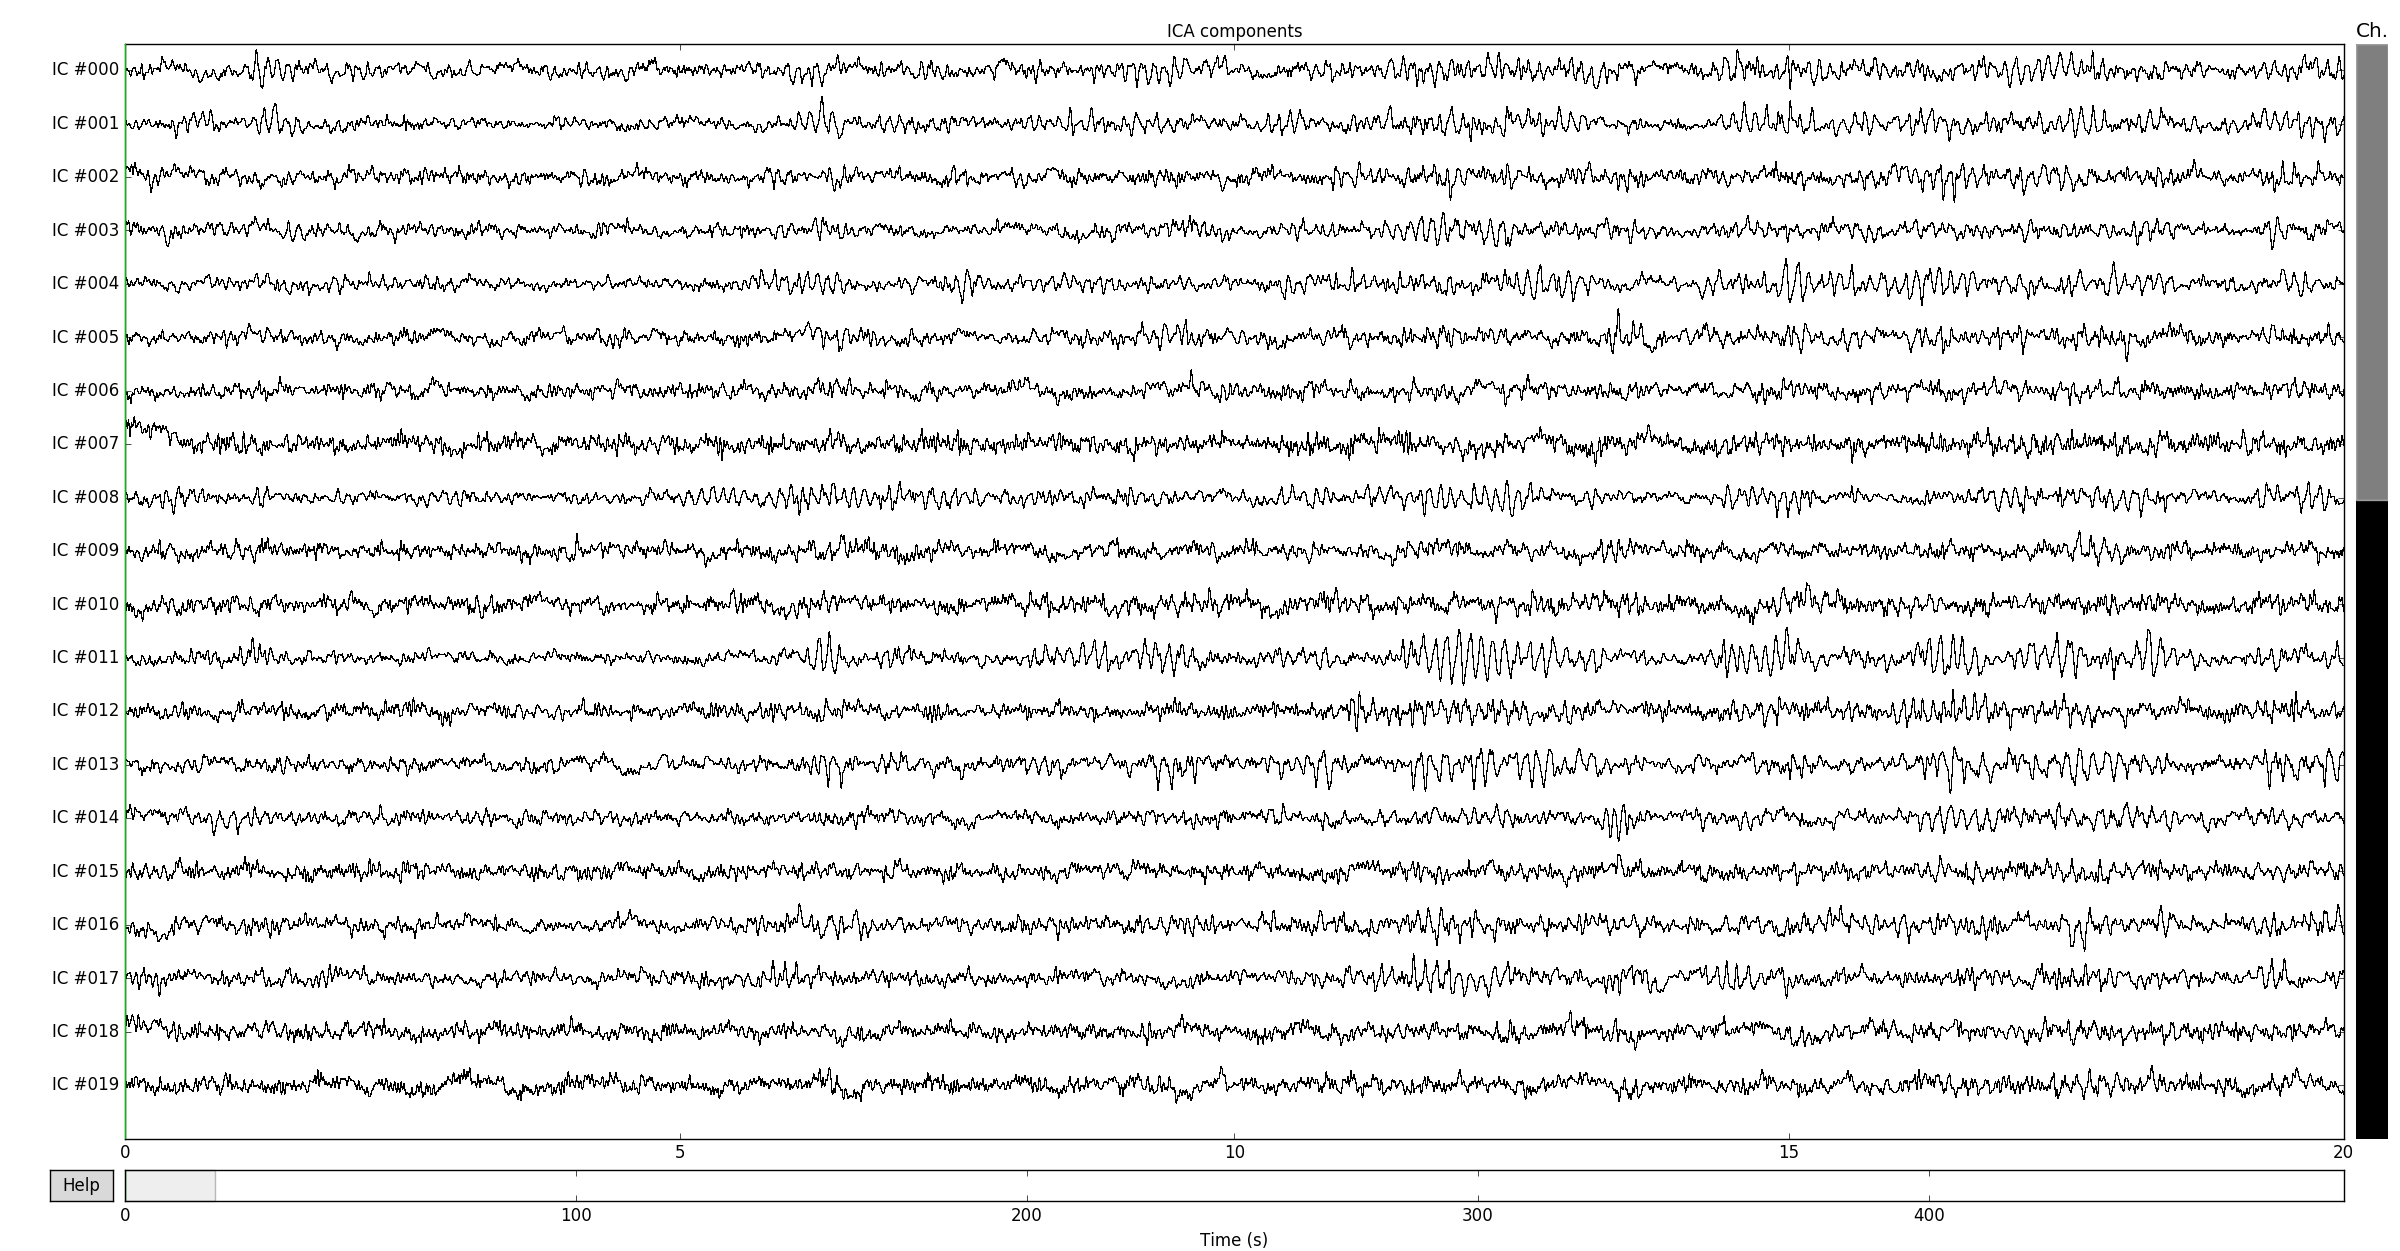 ICA components
Ch.
IC #000
IC #001
IC #002
IC #003
IC #004
IC #005
IC #006
IC #007
IC #008
IC #009
IC #010
IC #011
IC #012
IC #013
IC #014
IC #015
IC #016
IC #017
IC #018
IC #019
0 5 10 15 20
Help
0 100 200 300 400
Time (s)